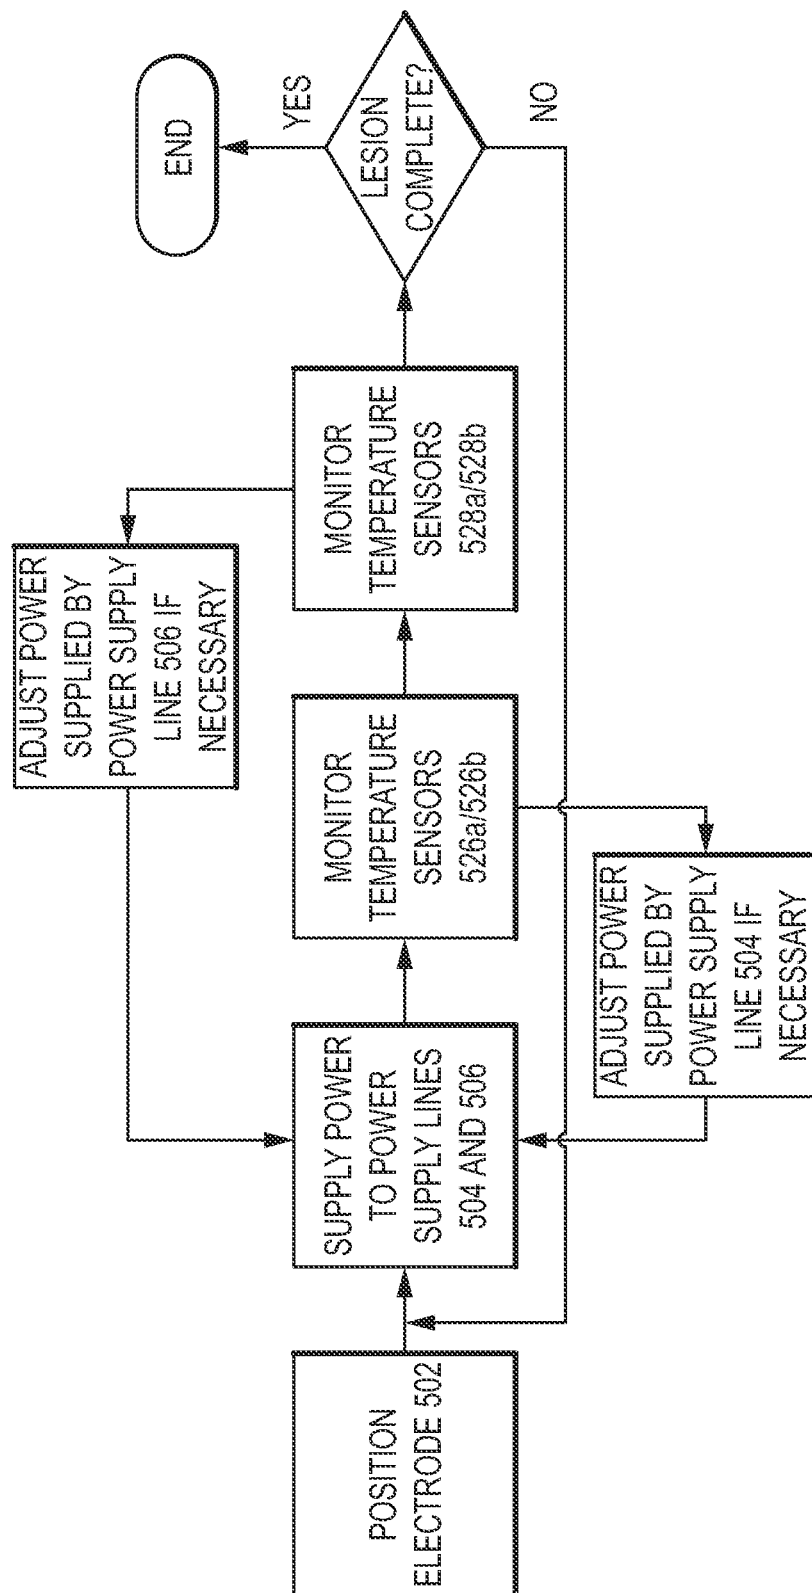 POSITION
ELECTRODE 502
SUPPLY POWER
TO POWER
SUPPLY LINES
504 AND 506
MONITOR
TEMPERATURE
SENSORS
526a/526b
MONITOR
TEMPERATURE
SENSORS
528a/528b
ADJUST POWER
SUPPLIED BY
POWER SUPPLY
LINE 506 IF
NECESSARY
ADJUST POWER
SUPPLIED BY
POWER SUPPLY
LINE 504 IF
NECESSARY
LESION
COMPLETE?
YES
NO
END